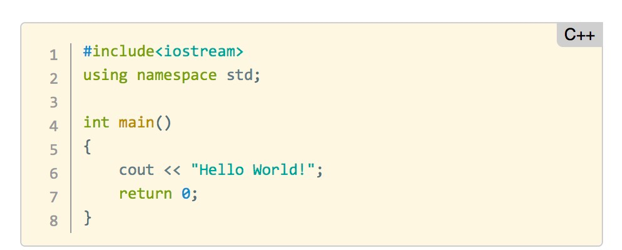 C++
1 #include<iostream>
2 using namespace std;
3
4 int main()
5 {
6     cout << "Hello World!";
7     return 0;
8 }